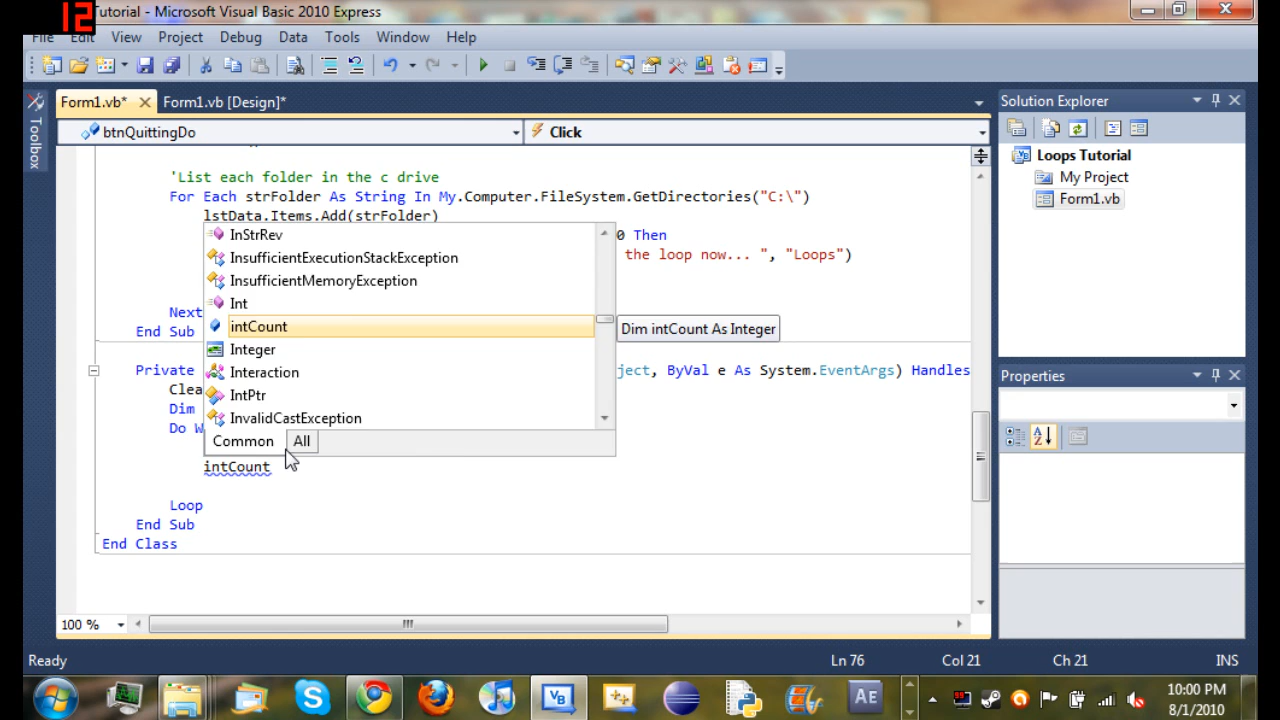 12
Tutorial - Microsoft Visual Basic 2010 Express
File Edit View Project Debug Data Tools Window Help
Form1.vb* Form1.vb [Design]*
Solution Explorer
btnQuittingDo
Click
Toolbox
Loops Tutorial
My Project
Form1.vb
'List each folder in the c drive
For Each strFolder As String In My.Computer.FileSystem.GetDirectories("C:\")
lstData.Items.Add(strFolder)
0 Then
the loop now... ", "Loops")
Next
End Sub
InStrRev
InsufficientExecutionStackException
InsufficientMemoryException
Int
intCount
Integer
Interaction
IntPtr
InvalidCastException
Common All
Dim intCount As Integer
Private
ject, ByVal e As System.EventArgs) Handles
Clea
Dim
Do W
intCount
Loop
End Sub
End Class
Properties
100 %
Ready
Ln 76 Col 21 Ch 21 INS
VB
AE
99
10:00 PM
8/1/2010